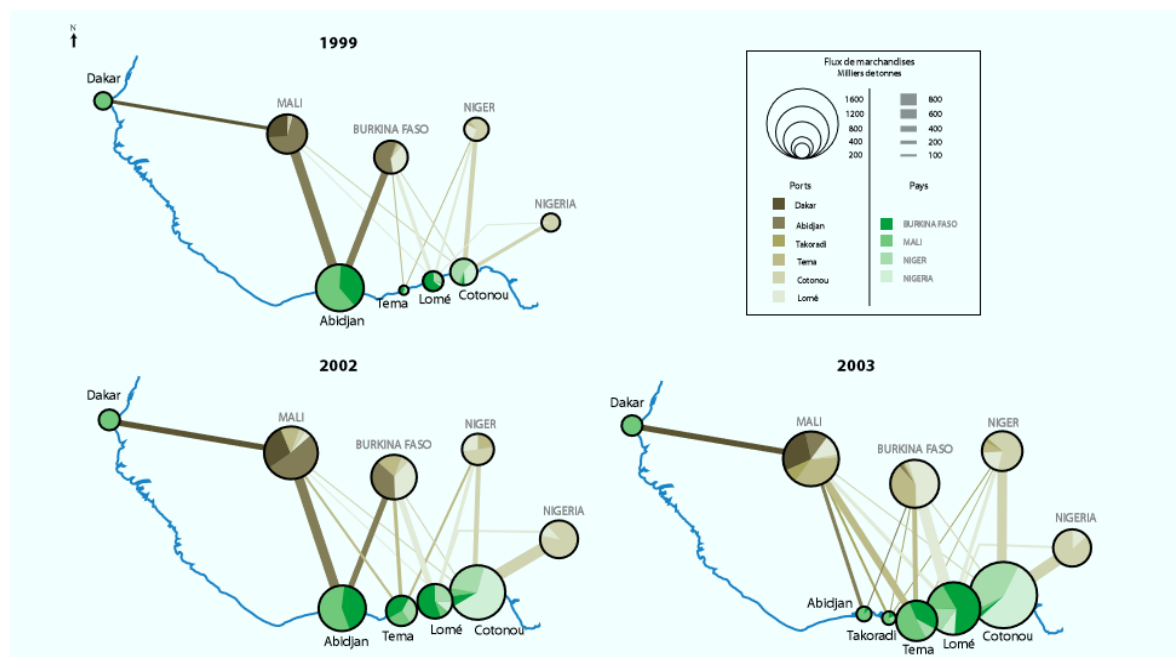 N
1999
Dakar
MALI
BURKINA FASO
NIGER
NIGERIA
Abidjan
Tema
Lomé
Cotonou
Flux de marchandises
Milliers de tonnes
1600
1200
800
400
200
800
600
400
200
100
Ports
Pays
Dakar
Abidjan
Takoradi
Tema
Cotonou
Lomé
BURKINA FASO
MALI
NIGER
NIGERIA
2002
Dakar
MALI
BURKINA FASO
NIGER
NIGERIA
Abidjan
Tema
Lomé
Cotonou
2003
Dakar
MALI
BURKINA FASO
NIGER
NIGERIA
Abidjan
Takoradi
Tema
Lomé
Cotonou